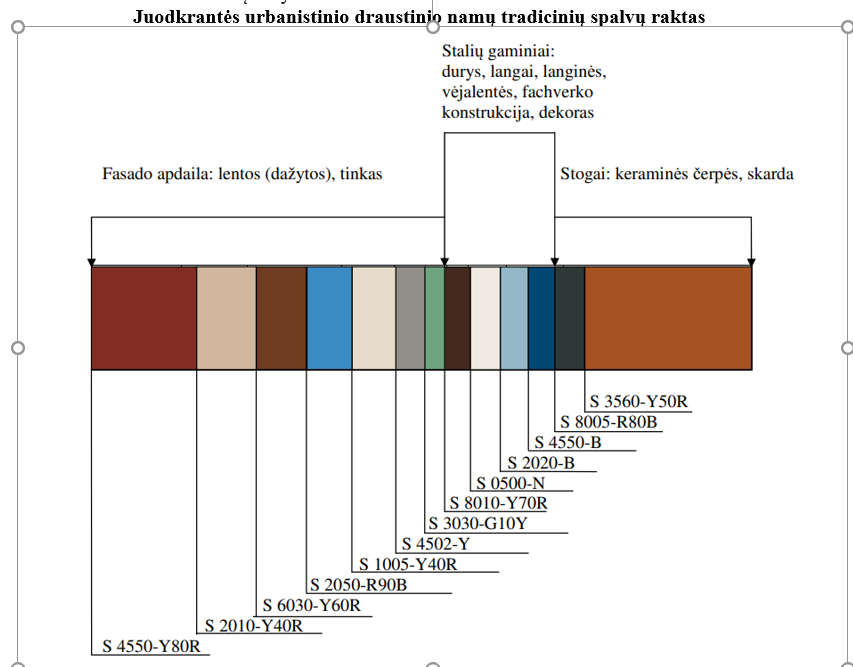 Juodkrantės urbanistinio draustinio namų tradicinių spalvų raktas
Stalių gaminiai:
durys, langai, langinės,
vėjalentės, fachverko
konstrukcija, dekoras
Fasado apdaila: lentos (dažytos), tinkas
Stogai: keraminės čerpės, skarda
S 3560-Y50R
S 8005-R80B
S 4550-B
S 2020-B
S 0500-N
S 8010-Y70R
S 3030-G10Y
S 4502-Y
S 1005-Y40R
S 2050-R90B
S 6030-Y60R
S 2010-Y40R
S 4550-Y80R